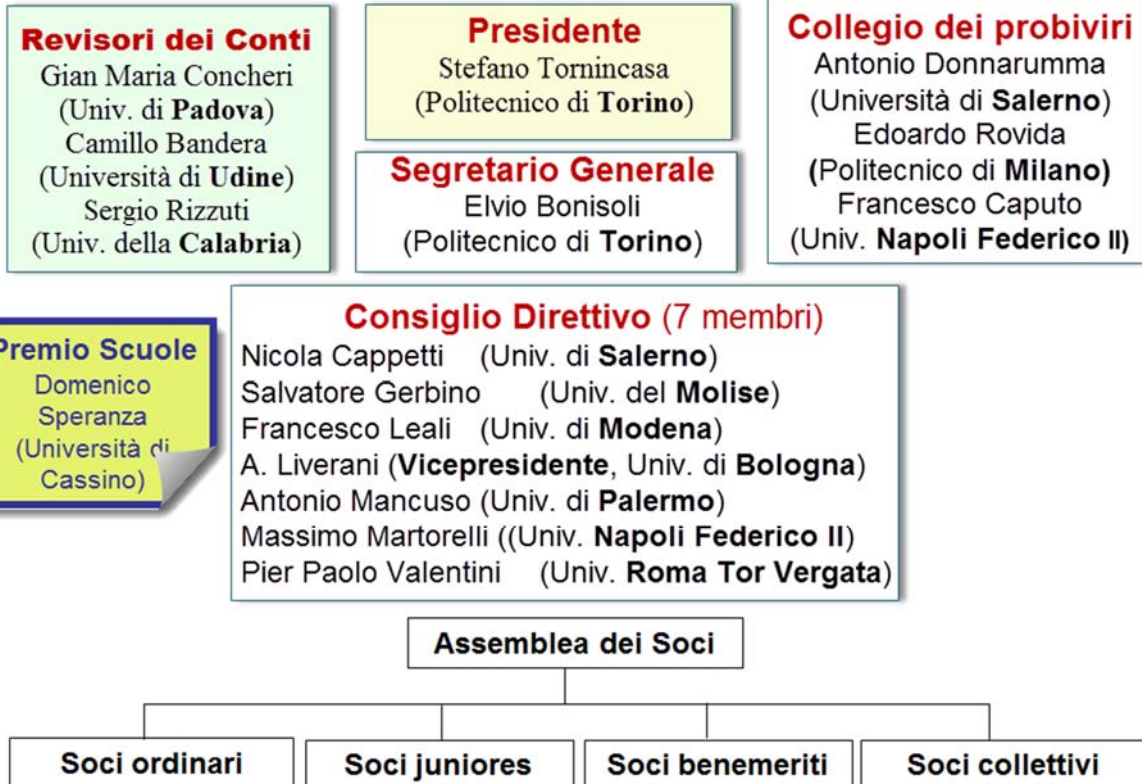 Revisori dei Conti
Gian Maria Concheri
(Univ. di Padova)
Camillo Bandera
(Università di Udine)
Sergio Rizzuti
(Univ. della Calabria)
Presidente
Stefano Tornincasa
(Politecnico di Torino)
Segretario Generale
Elvio Bonisoli
(Politecnico di Torino)
Collegio dei probiviri
Antonio Donnarumma
(Università di Salerno)
Edoardo Rovida
(Politecnico di Milano)
Francesco Caputo
(Univ. Napoli Federico II)
Premio Scuole
Domenico
Speranza
(Università di
Cassino)
Consiglio Direttivo (7 membri)
Nicola Cappetti (Univ. di Salerno)
Salvatore Gerbino (Univ. del Molise)
Francesco Leali (Univ. di Modena)
A. Liverani (Vicepresidente, Univ. di Bologna)
Antonio Mancuso (Univ. di Palermo)
Massimo Martorelli ((Univ. Napoli Federico II)
Pier Paolo Valentini (Univ. Roma Tor Vergata)
Assemblea dei Soci
Soci ordinari
Soci juniores
Soci benemeriti
Soci collettivi